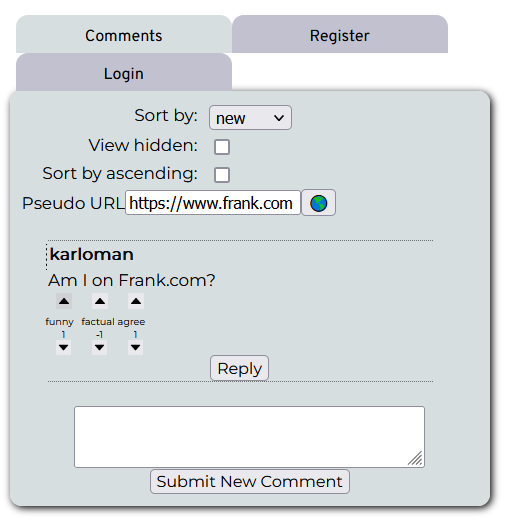 Comments Register
Login
Sort by: new
View hidden:
Sort by ascending:
Pseudo URL https://www.frank.com
karloman
Am I on Frank.com?
funny factual agree
1 -1 1
Reply
Submit New Comment